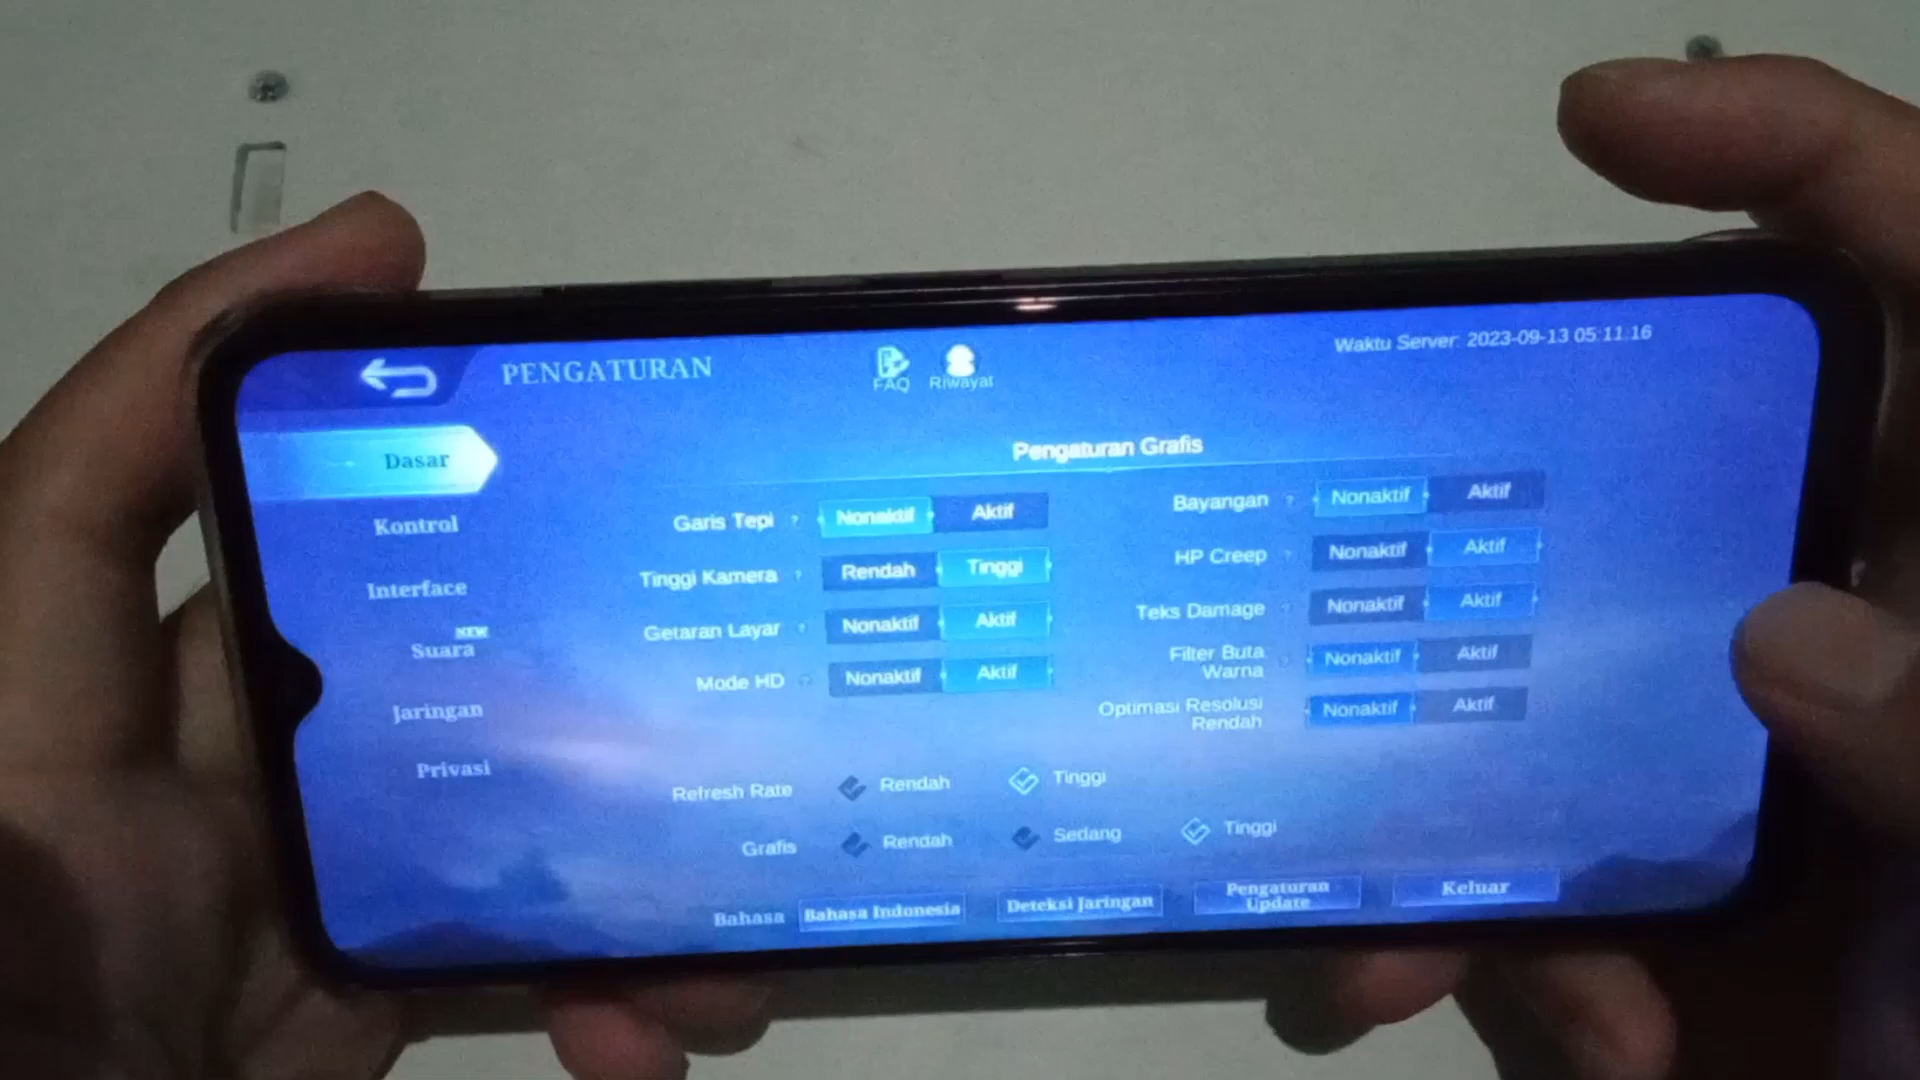 PENGATURAN
FAQ
Riwayat
Waktu Server: 2023-09-13 05:11:16
Dasar
Kontrol
Interface
NEW
Suara
Jaringan
Privasi
Pengaturan Grafis
Garis Tepi ? Nonaktif Aktif
Tinggi Kamera ? Rendah Tinggi
Getaran Layar ? Nonaktif Aktif
Mode HD ? Nonaktif Aktif
Bayangan ? Nonaktif Aktif
HP Creep ? Nonaktif Aktif
Teks Damage ? Nonaktif Aktif
Filter Buta
Warna
Nonaktif Aktif
Optimasi Resolusi
Rendah
Nonaktif Aktif
Refresh Rate Rendah Tinggi
Grafis Rendah Sedang Tinggi
Bahasa Bahasa Indonesia
Deteksi Jaringan
Pengaturan
Update
Keluar